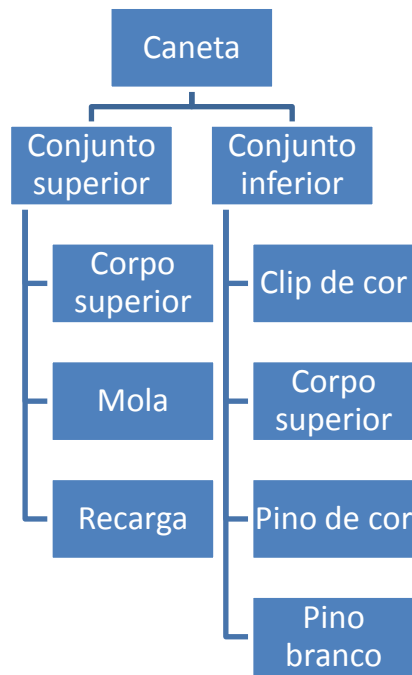 Caneta
Conjunto
superior
Conjunto
inferior
Corpo
superior
Mola
Recarga
Clip de cor
Corpo
superior
Pino de cor
Pino
branco